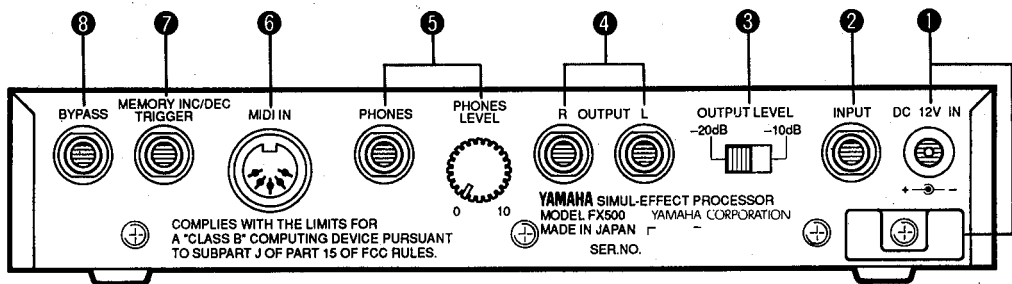 8 7 6 5 4 3 2 1
BYPASS
MEMORY INC/DEC
TRIGGER
MIDI IN
PHONES
PHONES
LEVEL
0 10
R OUTPUT L
OUTPUT LEVEL
-20dB -10dB
INPUT
DC 12V IN
+ -
YAMAHA SIMUL-EFFECT PROCESSOR
MODEL FX500 YAMAHA CORPORATION
MADE IN JAPAN
SER.NO.
COMPLIES WITH THE LIMITS FOR
A "CLASS B" COMPUTING DEVICE PURSUANT
TO SUBPART J OF PART 15 OF FCC RULES.